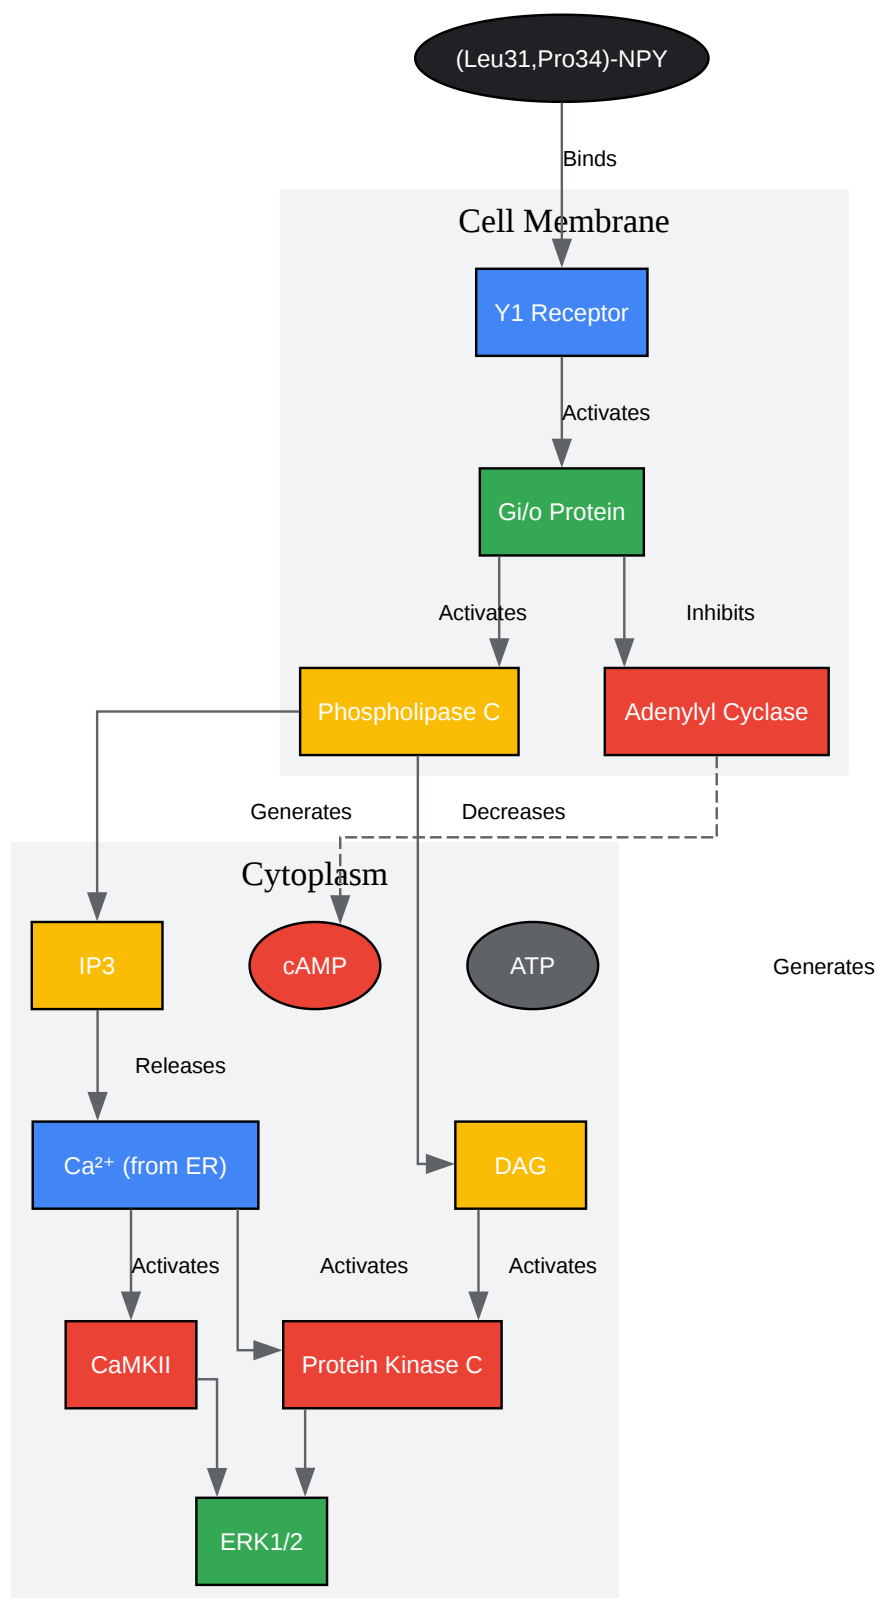 (Leu31,Pro34)-NPY
Binds
Cell Membrane
Y1 Receptor
Activates
Gi/o Protein
Activates
Inhibits
Phospholipase C
Adenylyl Cyclase
Generates
Decreases
Cytoplasm
IP3
cAMP
ATP
Generates
Releases
Ca²⁺ (from ER)
DAG
Activates
Activates
Activates
CaMKII
Protein Kinase C
ERK1/2